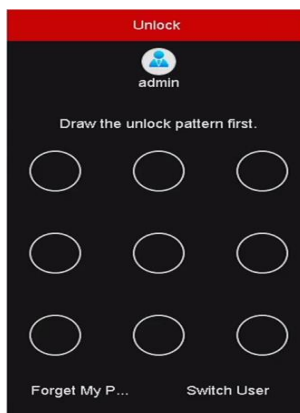 Unlock
admin
Draw the unlock pattern first.
Forget My P...
Switch User